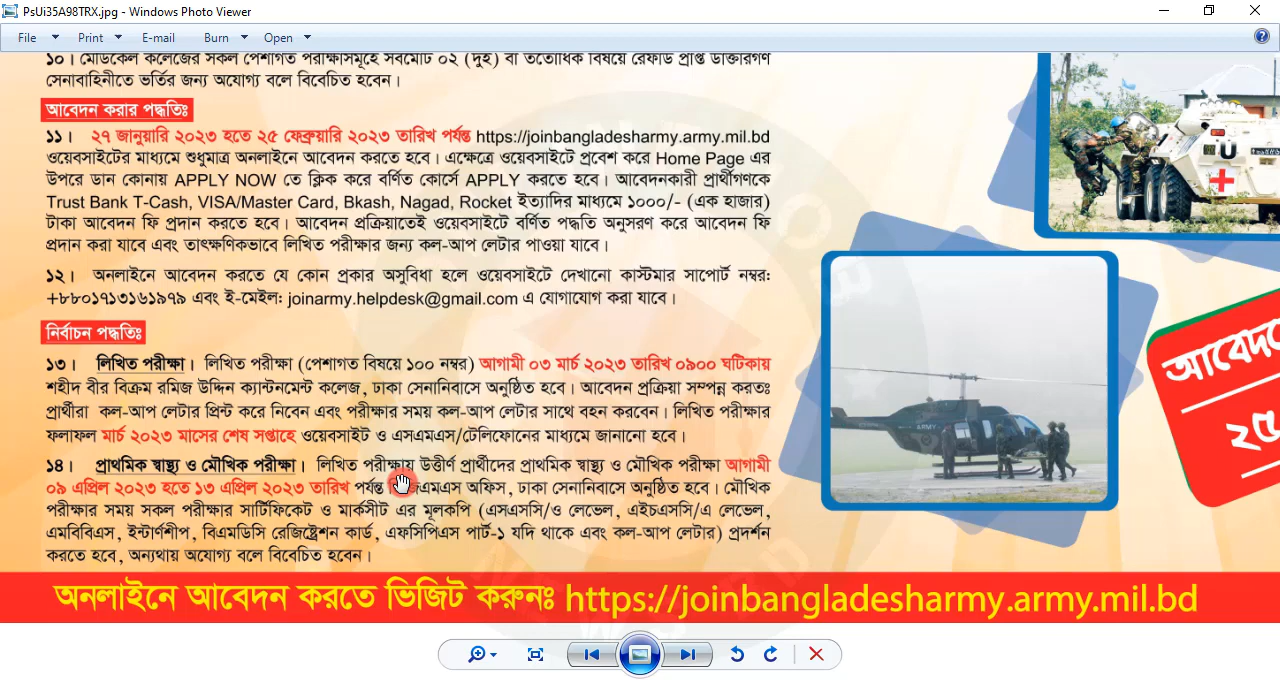 PsUi35A98TRX.jpg - Windows Photo Viewer
File Print E-mail Burn Open
১০। মেডিকেল কলেজের সকল পেশাগত পরীক্ষাসমূহে সর্বমোট ০২ (দুই) বা ততোধিক বিষয়ে রেফার্ড প্রাপ্ত ডাক্তারগণ
সেনাবাহিনীতে ভর্তির জন্য অযোগ্য বলে বিবেচিত হবেন।
আবেদন করার পদ্ধতিঃ
১১। ২৭ জানুয়ারি ২০২৩ হতে ২৫ ফেব্রুয়ারি ২০২৩ তারিখ পর্যন্ত https://joinbangladesharmy.army.mil.bd
ওয়েবসাইটের মাধ্যমে শুধুমাত্র অনলাইনে আবেদন করতে হবে। এক্ষেত্রে ওয়েবসাইটে প্রবেশ করে Home Page এর
উপরে ডান কোনায় APPLY NOW তে ক্লিক করে বর্ণিত কোর্সে APPLY করতে হবে। আবেদনকারী প্রার্থীগণকে
Trust Bank T-Cash, VISA/Master Card, Bkash, Nagad, Rocket ইত্যাদির মাধ্যমে ১০০০/- (এক হাজার)
টাকা আবেদন ফি প্রদান করতে হবে। আবেদন প্রক্রিয়াতেই ওয়েবসাইটে বর্ণিত পদ্ধতি অনুসরণ করে আবেদন ফি
প্রদান করা যাবে এবং তাৎক্ষণিকভাবে লিখিত পরীক্ষার জন্য কল-আপ লেটার পাওয়া যাবে।
১২। অনলাইনে আবেদন করতে যে কোন প্রকার অসুবিধা হলে ওয়েবসাইটে দেখানো কাস্টমার সাপোর্ট নম্বর:
+৮৮০১৭১৩১৬১৯৭৯ এবং ই-মেইল: joinarmy.helpdesk@gmail.com এ যোগাযোগ করা যাবে।
নির্বাচন পদ্ধতিঃ
১৩। লিখিত পরীক্ষা। লিখিত পরীক্ষা (পেশাগত বিষয়ে ১০০ নম্বর) আগামী ০৩ মার্চ ২০২৩ তারিখ ০৯০০ ঘটিকায়
শহীদ বীর বিক্রম রমিজ উদ্দিন ক্যান্টনমেন্ট কলেজ, ঢাকা সেনানিবাসে অনুষ্ঠিত হবে। আবেদন প্রক্রিয়া সম্পন্ন করতঃ
প্রার্থীরা কল-আপ লেটার প্রিন্ট করে নিবেন এবং পরীক্ষার সময় কল-আপ লেটার সাথে বহন করবেন। লিখিত পরীক্ষার
ফলাফল মার্চ ২০২৩ মাসের শেষ সপ্তাহে ওয়েবসাইট ও এসএমএস/টেলিফোনের মাধ্যমে জানানো হবে।
১৪। প্রাথমিক স্বাস্থ্য ও মৌখিক পরীক্ষা। লিখিত পরীক্ষায় উত্তীর্ণ প্রার্থীদের প্রাথমিক স্বাস্থ্য ও মৌখিক পরীক্ষা আগামী
০৯ এপ্রিল ২০২৩ হতে ১৩ এপ্রিল ২০২৩ তারিখ পর্যন্ত অফিস, ঢাকা সেনানিবাসে অনুষ্ঠিত হবে। মৌখিক
পরীক্ষার সময় সকল পরীক্ষার সার্টিফিকেট ও মার্কসীট এর মূলকপি (এসএসসি/ও লেভেল, এইচএসসি/এ লেভেল,
এমবিবিএস, ইন্টার্ণশীপ, বিএমডিসি রেজিষ্ট্রেশন কার্ড, এফসিপিএস পার্ট-১ যদি থাকে এবং কল-আপ লেটার) প্রদর্শন
করতে হবে, অন্যথায় অযোগ্য বলে বিবেচিত হবেন।
U
ARMY
২৫
অনলাইনে আবেদন করতে ভিজিট করুনঃ https://joinbangladesharmy.army.mil.bd